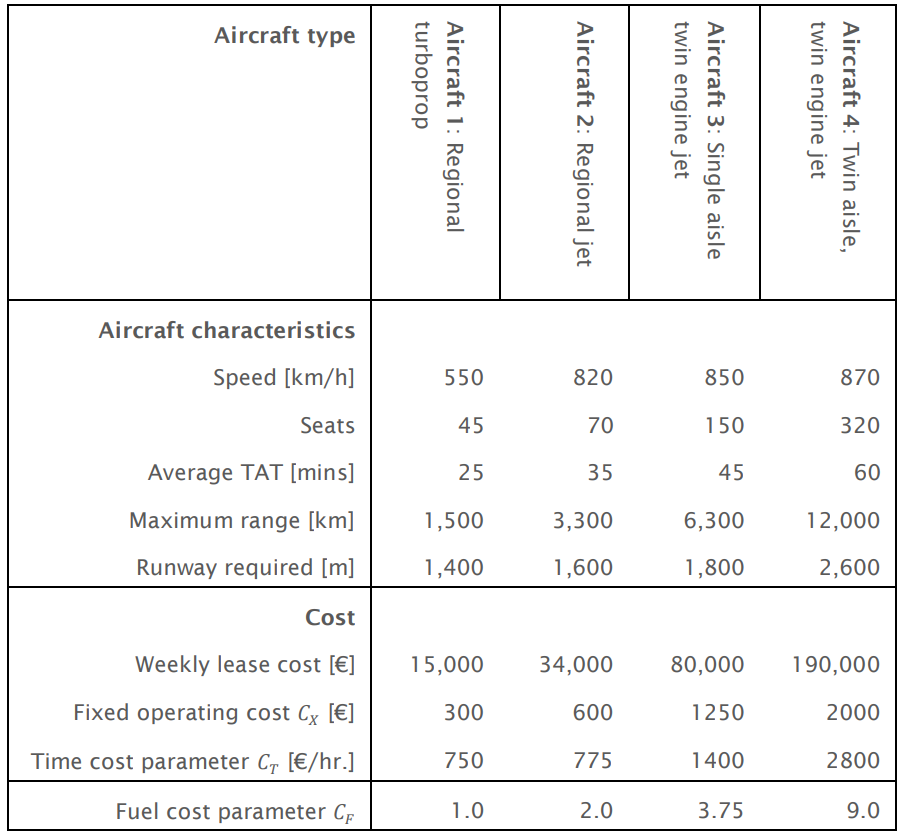 Aircraft type
Aircraft 1: Regional
turboprop
Aircraft 2: Regional jet
Aircraft 3: Single aisle
twin engine jet
Aircraft 4: Twin aisle,
twin engine jet
Aircraft characteristics
Speed [km/h] 550 820 850 870
Seats 45 70 150 320
Average TAT [mins] 25 35 45 60
Maximum range [km] 1,500 3,300 6,300 12,000
Runway required [m] 1,400 1,600 1,800 2,600
Cost
Weekly lease cost [€] 15,000 34,000 80,000 190,000
Fixed operating cost C_X [€] 300 600 1250 2000
Time cost parameter C_T [€/hr.] 750 775 1400 2800
Fuel cost parameter C_F 1.0 2.0 3.75 9.0